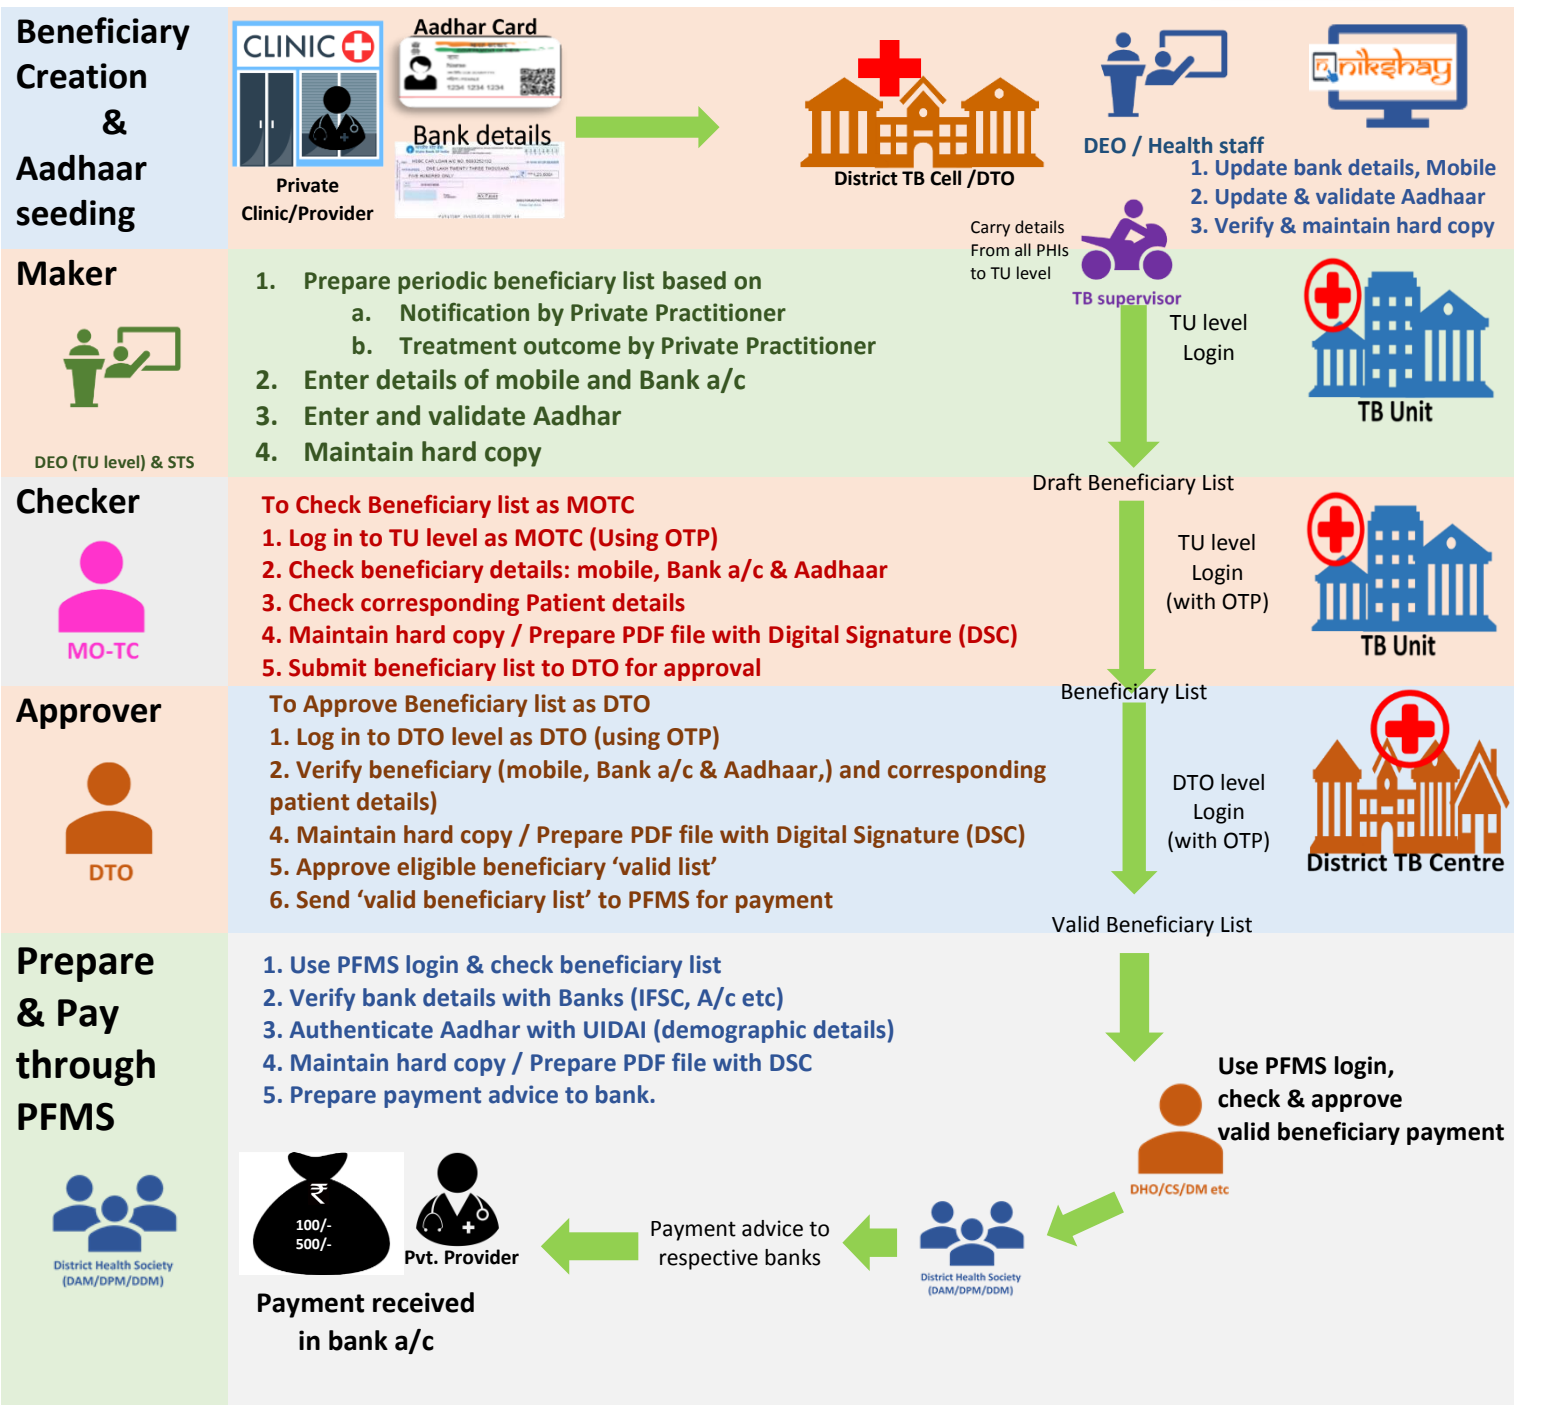 Beneficiary
Creation
&
Aadhaar
seeding
CLINIC
Private
Clinic/Provider
Aadhar Card
1234 1234 1234
Bank details
District TB Cell /DTO
DEO / Health staff
nikshay
1. Update bank details, Mobile
2. Update & validate Aadhaar
3. Verify & maintain hard copy
Carry details
From all PHIs
to TU level
TB supervisor
Maker
DEO (TU level) & STS
1. Prepare periodic beneficiary list based on
a. Notification by Private Practitioner
b. Treatment outcome by Private Practitioner
2. Enter details of mobile and Bank a/c
3. Enter and validate Aadhar
4. Maintain hard copy
TU level
Login
TB Unit
Draft Beneficiary List
Checker
MO-TC
To Check Beneficiary list as MOTC
1. Log in to TU level as MOTC (Using OTP)
2. Check beneficiary details: mobile, Bank a/c & Aadhaar
3. Check corresponding Patient details
4. Maintain hard copy / Prepare PDF file with Digital Signature (DSC)
5. Submit beneficiary list to DTO for approval
TU level
Login
(with OTP)
TB Unit
Beneficiary List
Approver
DTO
To Approve Beneficiary list as DTO
1. Log in to DTO level as DTO (using OTP)
2. Verify beneficiary (mobile, Bank a/c & Aadhaar,) and corresponding
patient details)
4. Maintain hard copy / Prepare PDF file with Digital Signature (DSC)
5. Approve eligible beneficiary ‘valid list’
6. Send ‘valid beneficiary list’ to PFMS for payment
DTO level
Login
(with OTP)
District TB Centre
Valid Beneficiary List
Prepare
& Pay
through
PFMS
District Health Society
(DAM/DPM/DDM)
1. Use PFMS login & check beneficiary list
2. Verify bank details with Banks (IFSC, A/c etc)
3. Authenticate Aadhar with UIDAI (demographic details)
4. Maintain hard copy / Prepare PDF file with DSC
5. Prepare payment advice to bank.
Use PFMS login,
check & approve
valid beneficiary payment
DHO/CS/DM etc
District Health Society
(DAM/DPM/DDM)
Payment advice to
respective banks
Pvt. Provider
₹
100/-
500/-
Payment received
in bank a/c